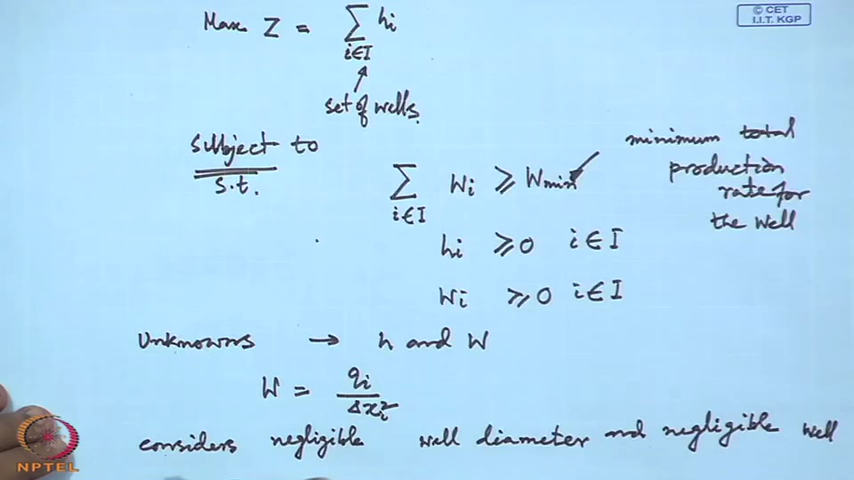 © CET
I.I.T. KGP
Max Z = ∑ hi
i∈I
set of wells.
Subject to
s.t.
∑ Wi ≥ Wmin
i∈I
minimum total
production
rate for
the well
hi ≥ 0 i ∈ I
Wi ≥ 0 i ∈ I
Unknowns → h and W
W = qi / Δxi²
considers negligible well diameter and negligible well
NPTEL